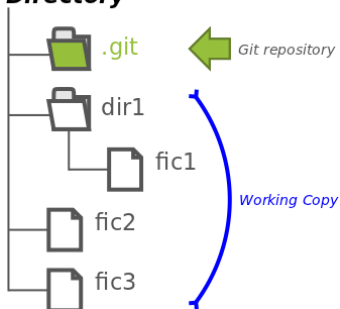 Directory
.git
Git repository
dir1
fic1
Working Copy
fic2
fic3